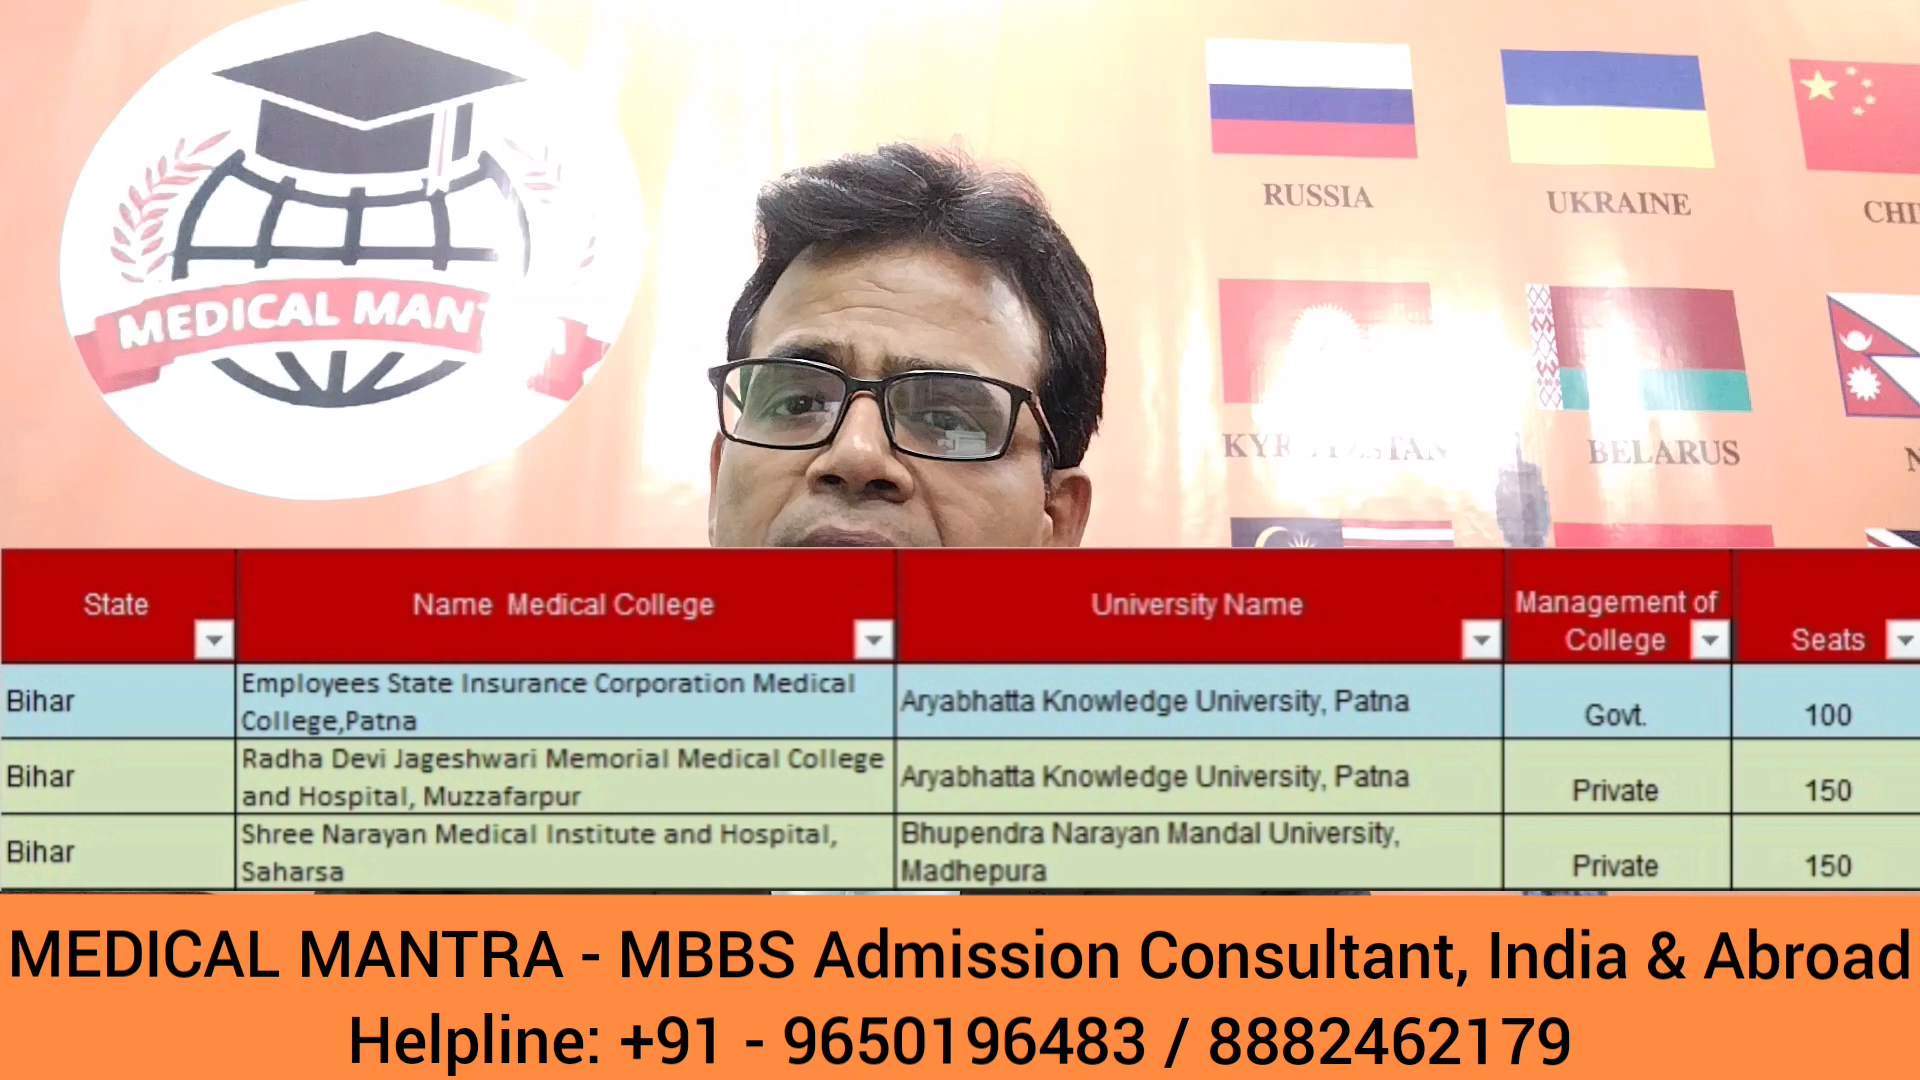 MEDICAL MANTRA
RUSSIA
UKRAINE
BELARUS
State
Name Medical College
University Name
Management of
College
Seats
Bihar
Employees State Insurance Corporation Medical
College,Patna
Aryabhatta Knowledge University, Patna
Govt.
100
Bihar
Radha Devi Jageshwari Memorial Medical College
and Hospital, Muzzafarpur
Aryabhatta Knowledge University, Patna
Private
150
Bihar
Shree Narayan Medical Institute and Hospital,
Saharsa
Bhupendra Narayan Mandal University,
Madhepura
Private
150
MEDICAL MANTRA - MBBS Admission Consultant, India & Abroad
Helpline: +91 - 9650196483 / 8882462179